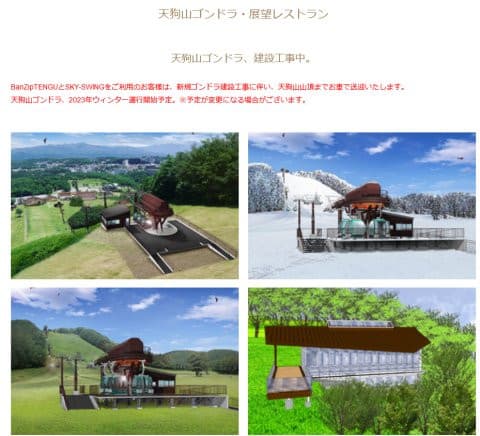 天狗山ゴンドラ・展望レストラン
天狗山ゴンドラ、建設工事中。
BanZipTENGUとSKY-SWINGをご利用のお客様は、新規ゴンドラ建設工事に伴い、天狗山山頂までお車で送迎いたします。
天狗山ゴンドラ、2023年ウィンター運行開始予定。※予定が変更になる場合がございます。